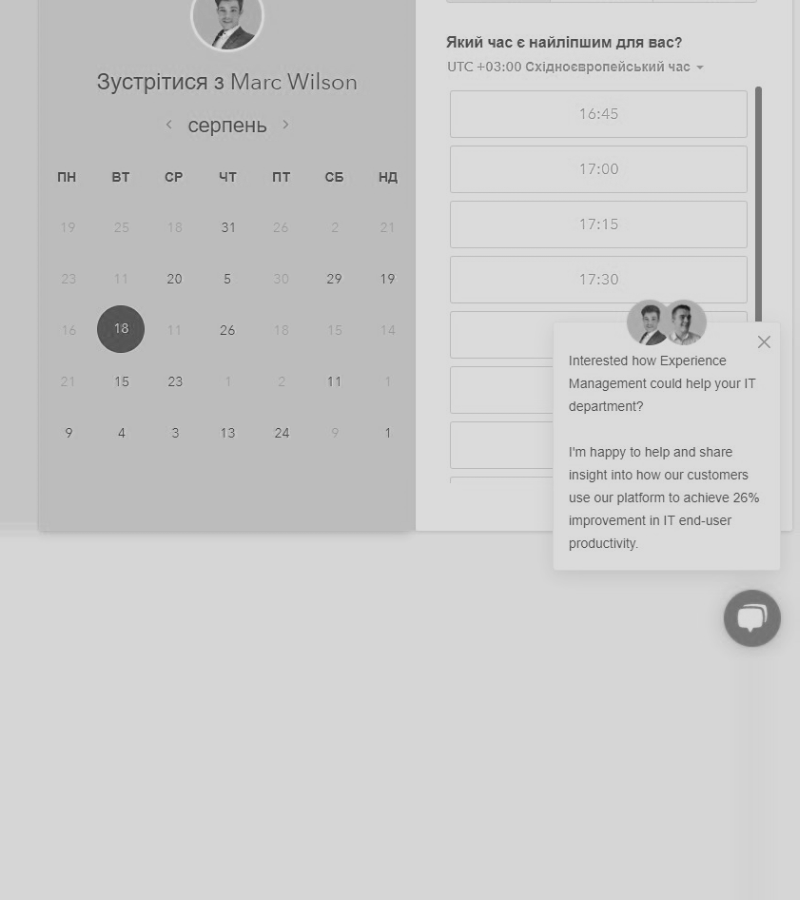 Зустрітися з Marc Wilson
серпень
ПН ВТ СР ЧТ ПТ СБ НД
19 25 18 31 26 2 21
23 11 20 5 30 29 19
16 18 11 26 18 15 14
21 15 23 1 2 11 1
9 4 3 13 24 9 1
Який час є найліпшим для вас?
UTC +03:00 Східноєвропейський час
16:45
17:00
17:15
17:30
Interested how Experience
Management could help your IT
department?
I'm happy to help and share
insight into how our customers
use our platform to achieve 26%
improvement in IT end-user
productivity.